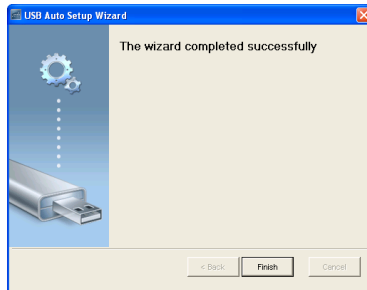 USB Auto Setup Wizard
The wizard completed successfully
< Back
Finish
Cancel